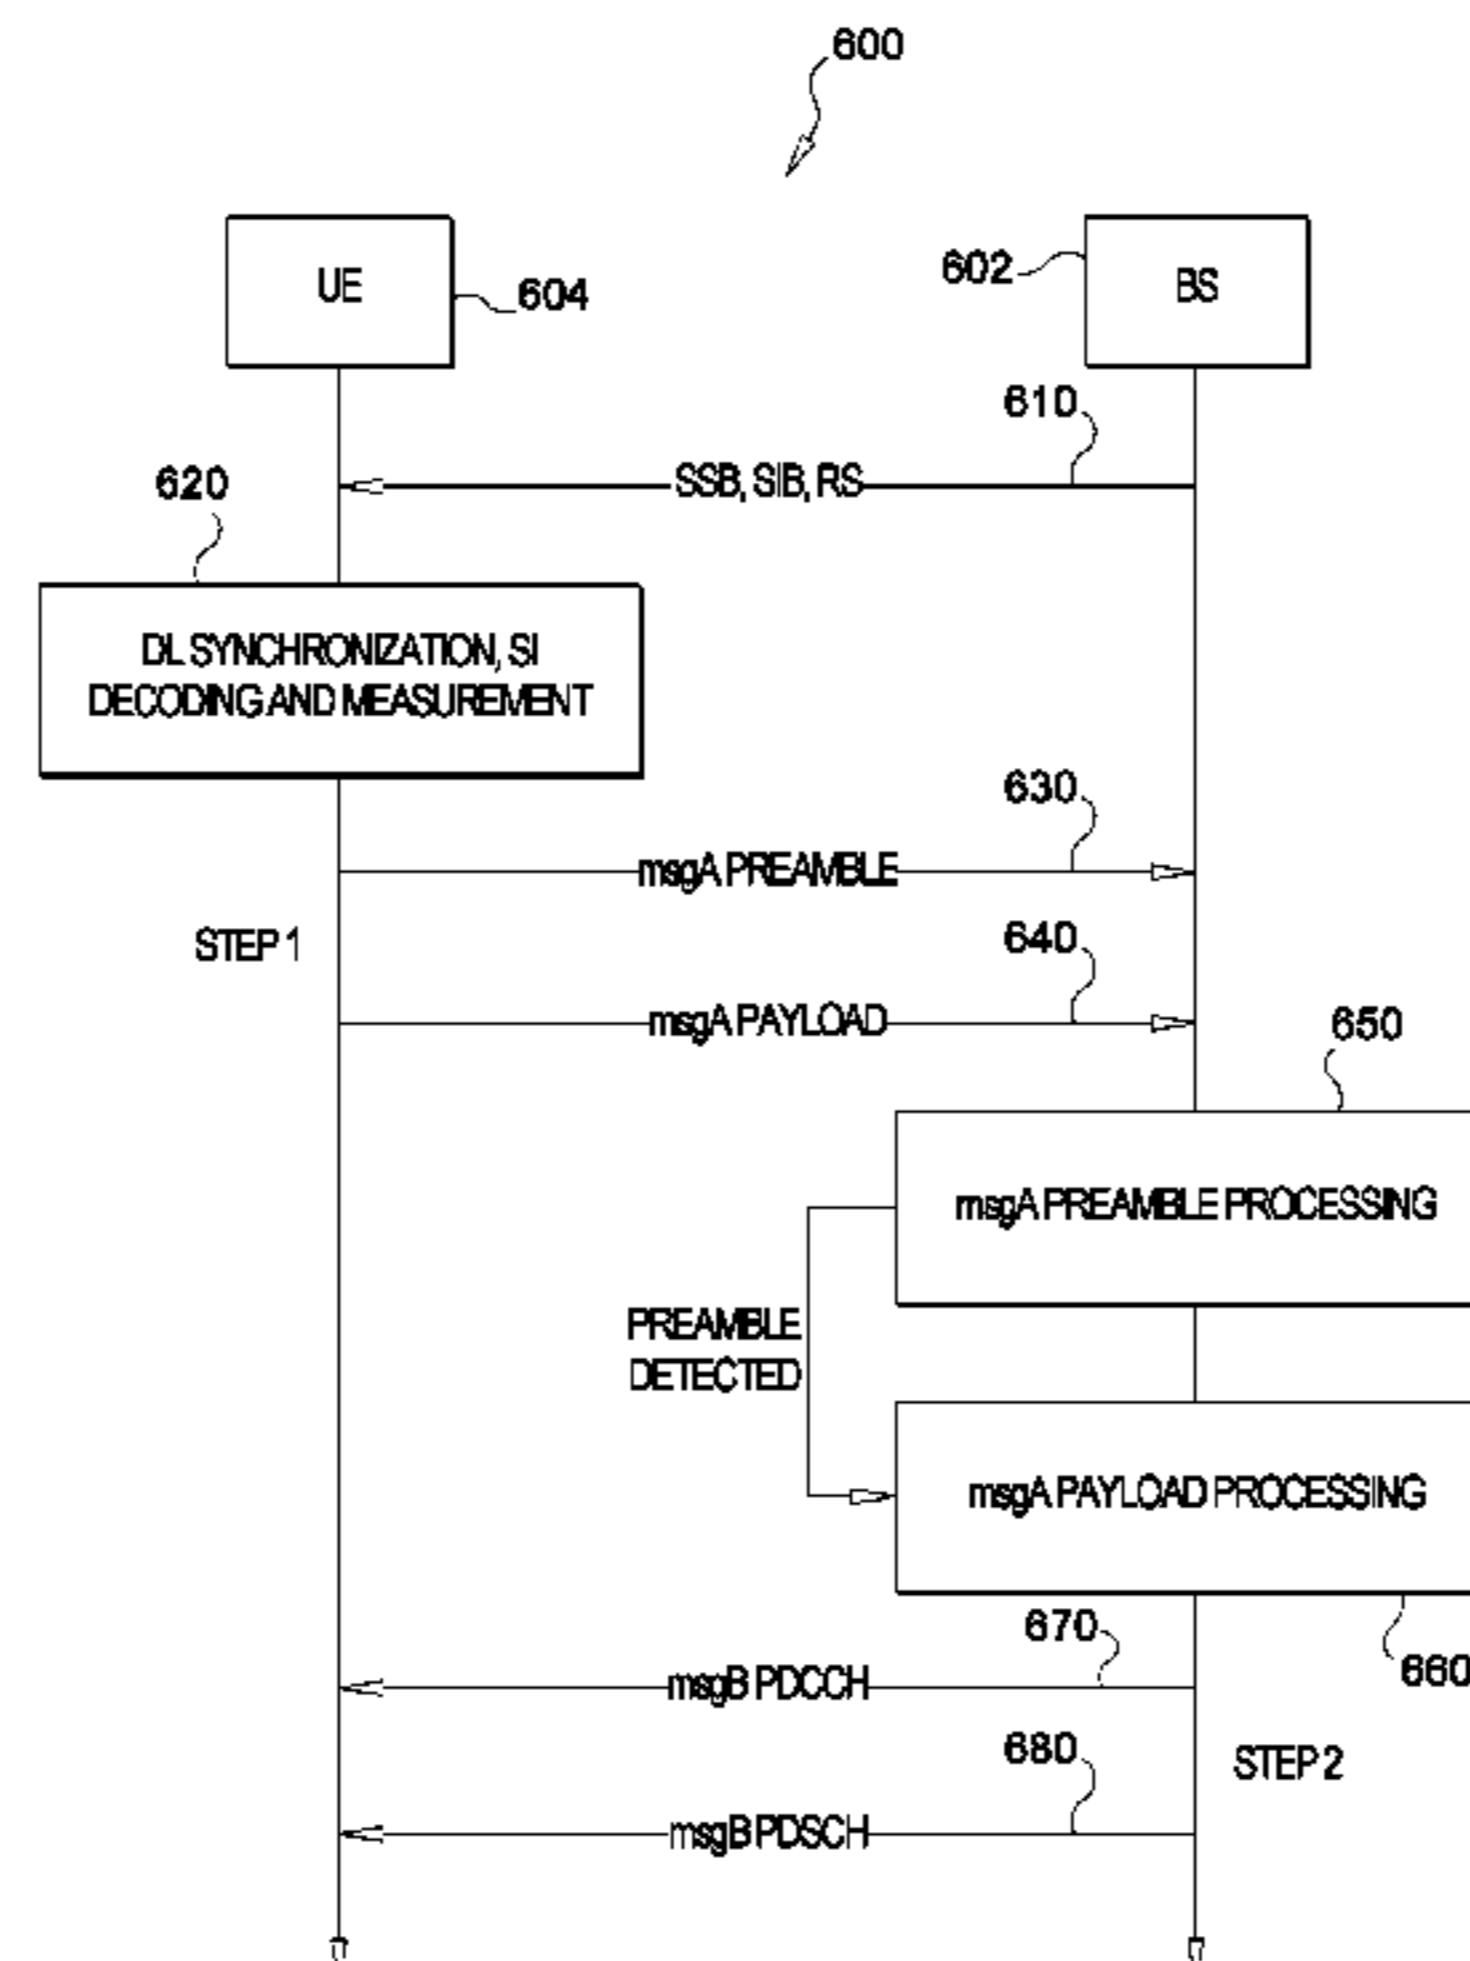 600
UE
604
602
BS
610
SSB, SIB, RS
620
DL SYNCHRONIZATION, SI
DECODING AND MEASUREMENT
630
msgA PREAMBLE
STEP 1
640
msgA PAYLOAD
650
msgA PREAMBLE PROCESSING
PREAMBLE
DETECTED
msgA PAYLOAD PROCESSING
670
660
msgB PDCCH
680
STEP 2
msgB PDSCH